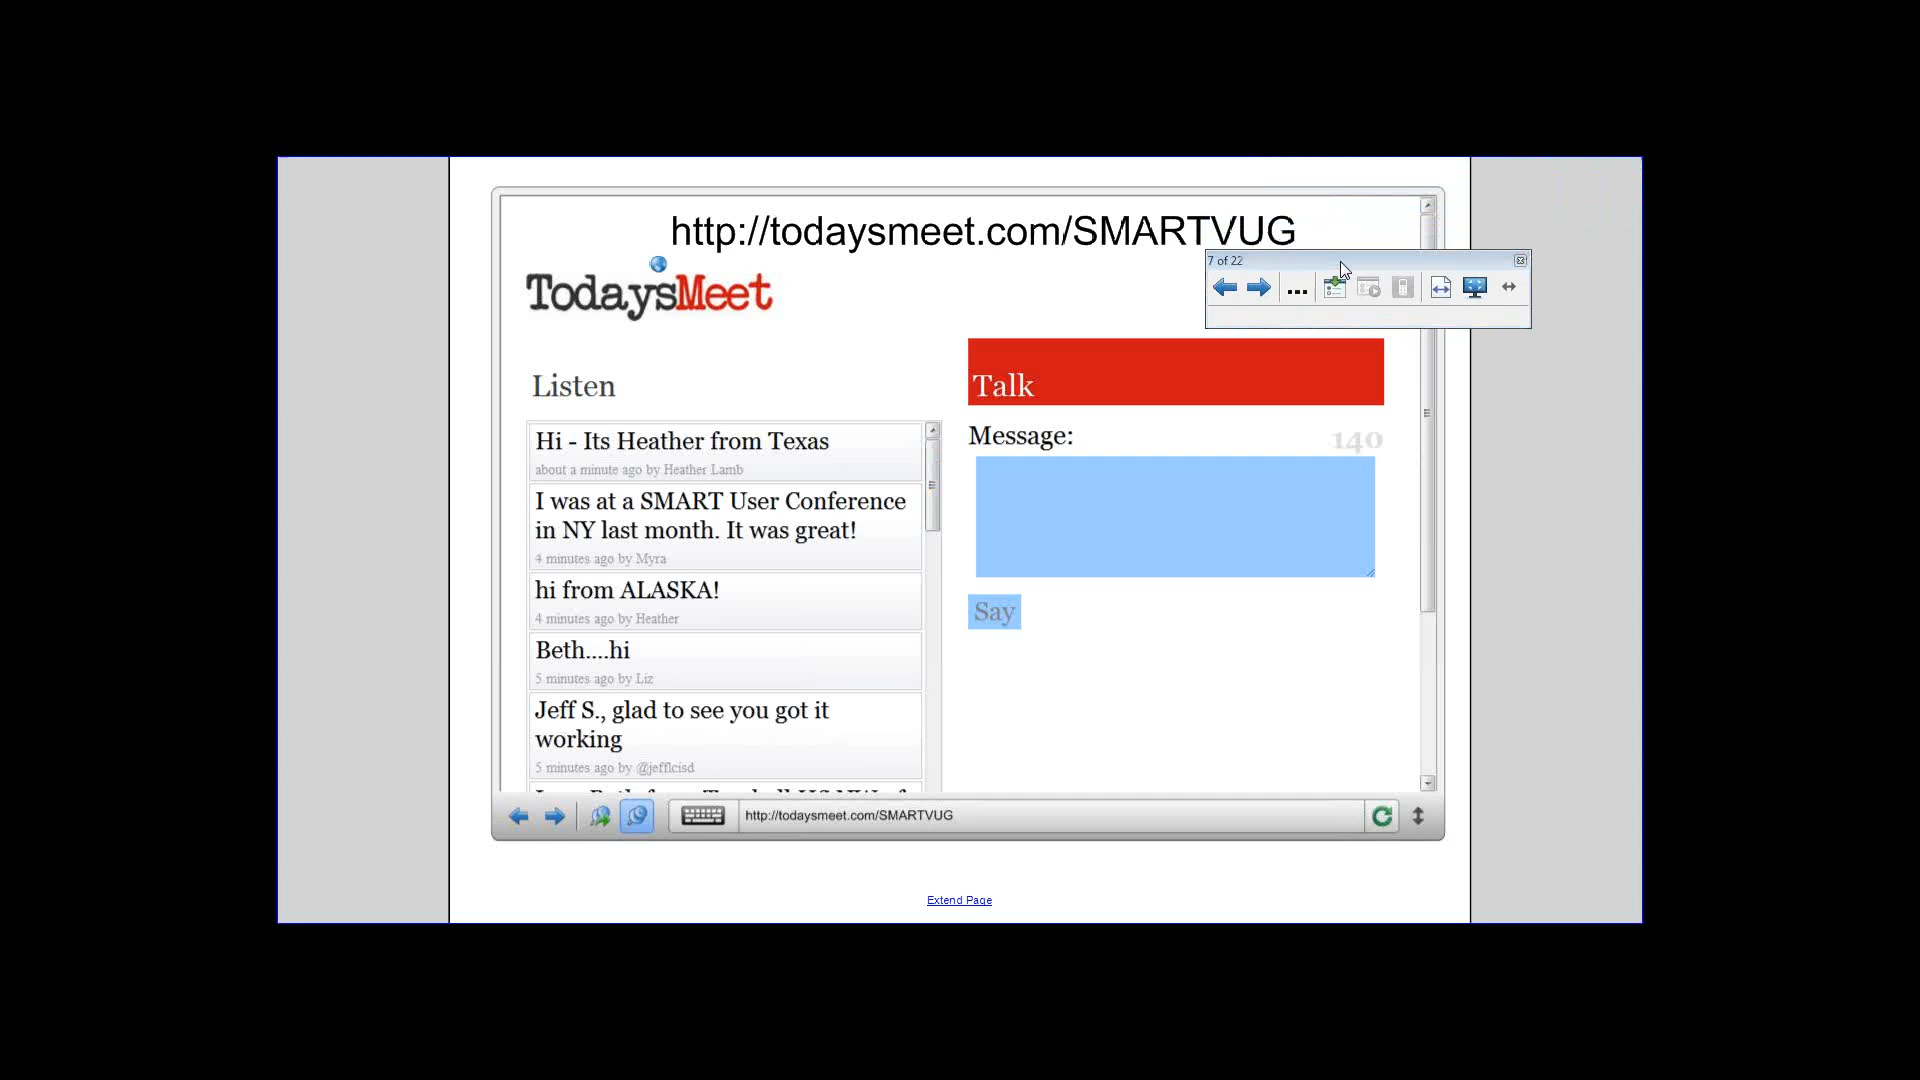 http://todaysmeet.com/SMARTVUG
7 of 22
TodaysMeet
Listen
Hi - Its Heather from Texas
about a minute ago by Heather Lamb
I was at a SMART User Conference
in NY last month. It was great!
4 minutes ago by Myra
hi from ALASKA!
4 minutes ago by Heather
Beth....hi
5 minutes ago by Liz
Jeff S., glad to see you got it
working
5 minutes ago by @jefflcisd
Talk
Message:
140
Say
http://todaysmeet.com/SMARTVUG
Extend Page